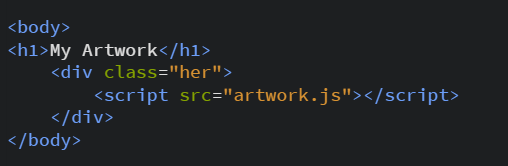 <body>
<h1>My Artwork</h1>
    <div class="her">
        <script src="artwork.js"></script>
    </div>
</body>